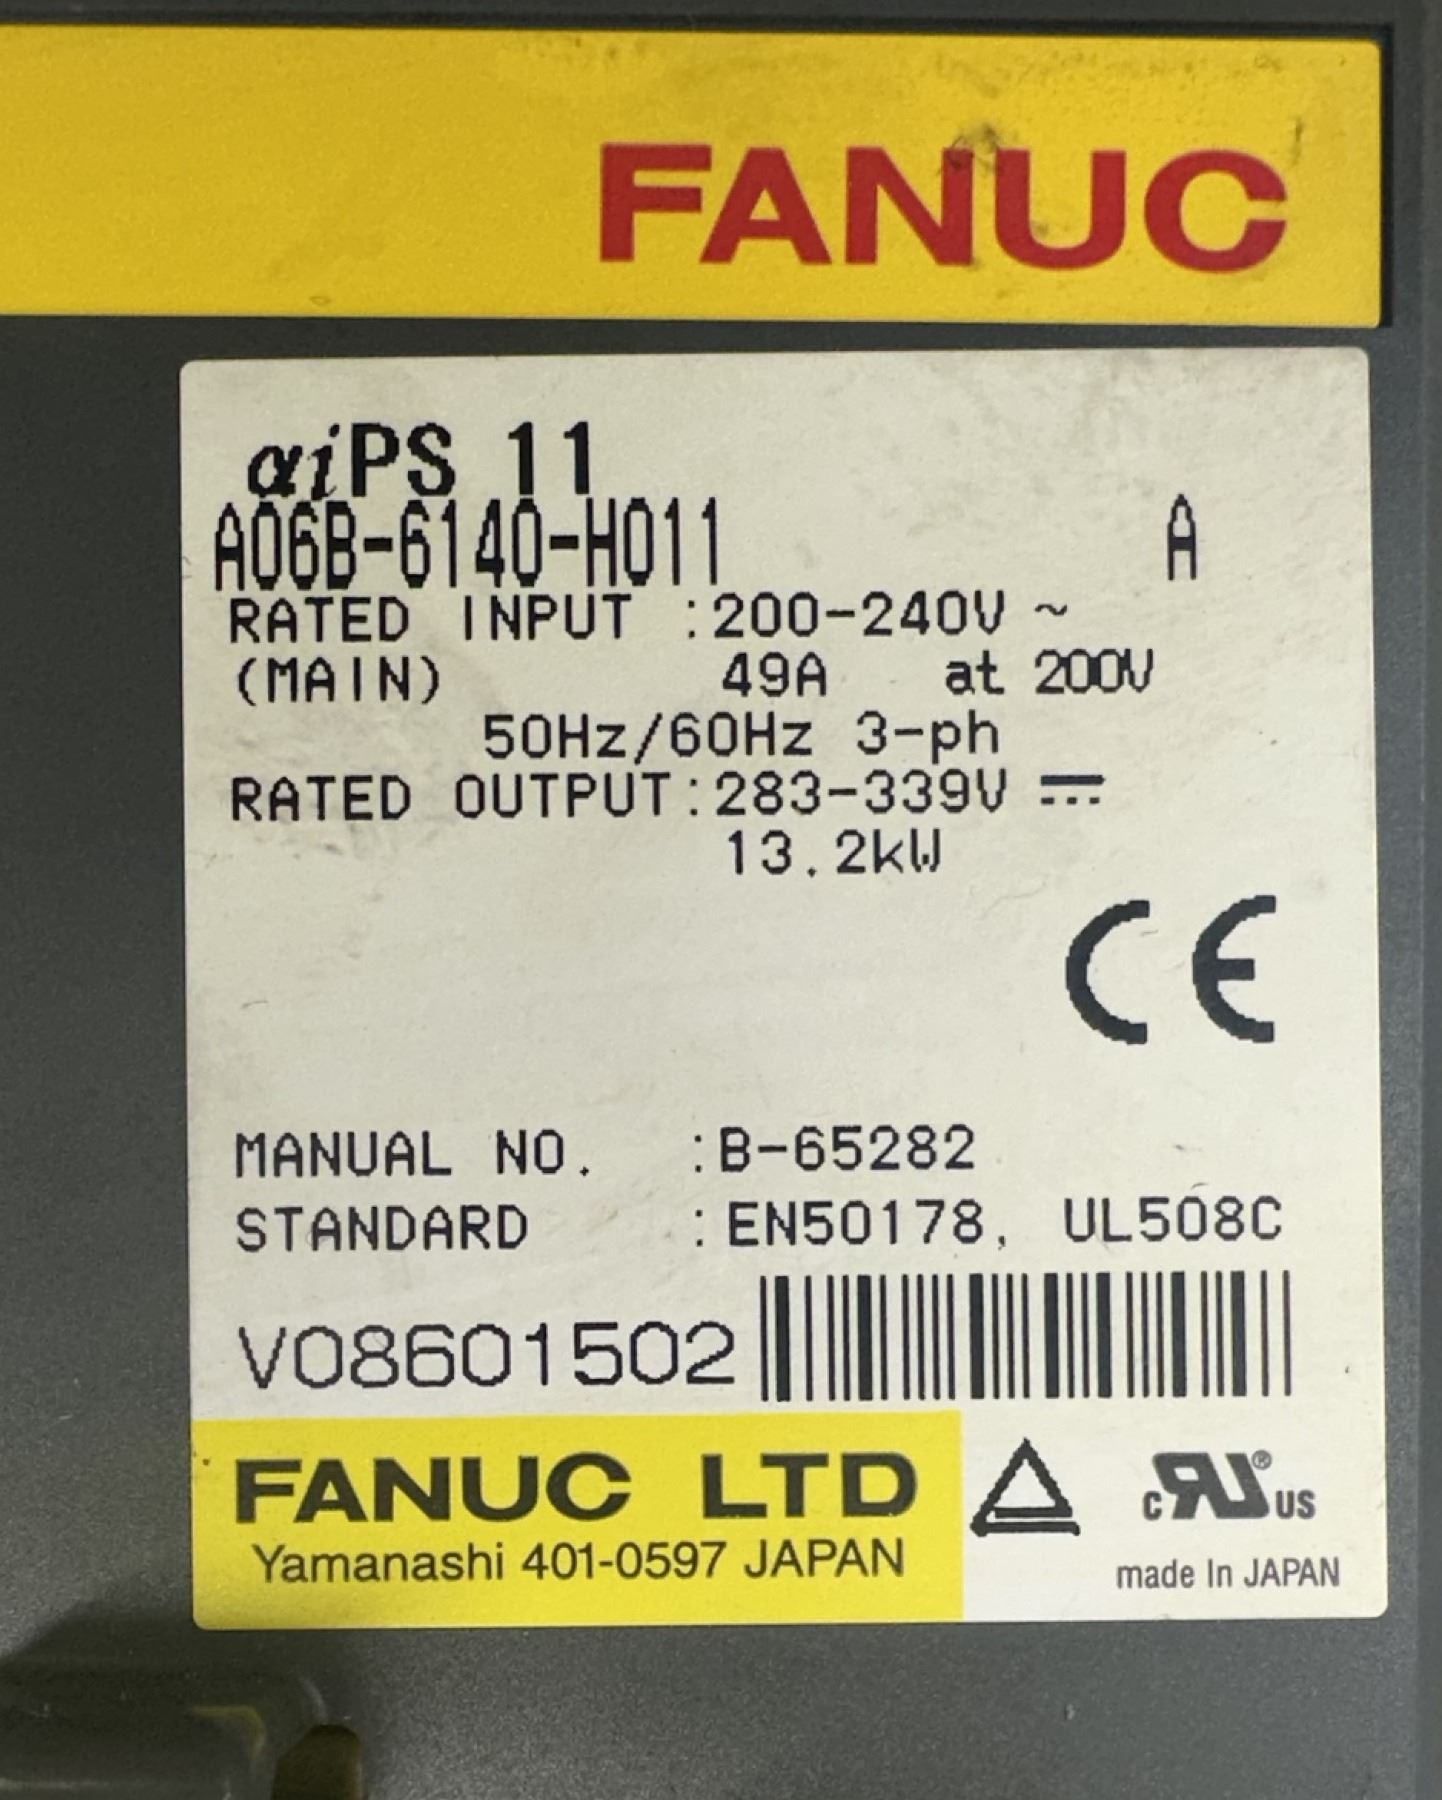 FANUC
αiPS 11
A06B-6140-H011 A
RATED INPUT :200-240V ~
(MAIN) 49A at 200V
50Hz/60Hz 3-ph
RATED OUTPUT:283-339V ⎓
13.2kW
CE
MANUAL NO. :B-65282
STANDARD :EN50178, UL508C
V08601502
FANUC LTD
Yamanashi 401-0597 JAPAN
c RU® US
made In JAPAN